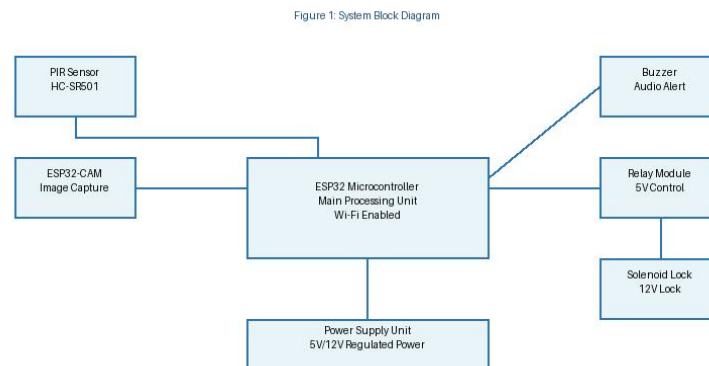 Figure 1: System Block Diagram
PIR Sensor
HC-SR501
Buzzer
Audio Alert
ESP32-CAM
Image Capture
ESP32 Microcontroller
Main Processing Unit
Wi-Fi Enabled
Relay Module
5V Control
Solenoid Lock
12V Lock
Power Supply Unit
5V/12V Regulated Power